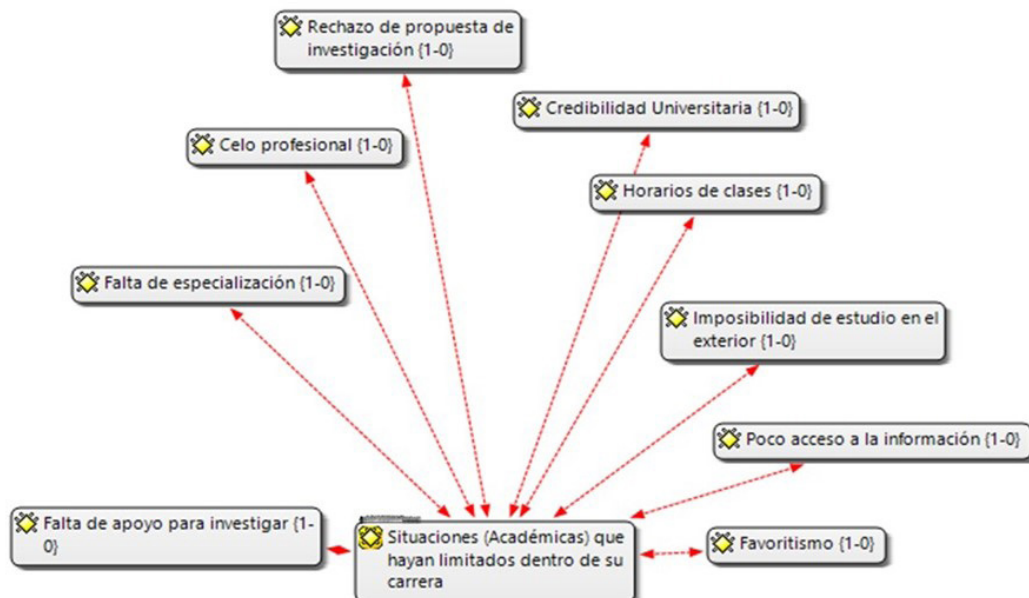 Rechazo de propuesta de
investigación {1-0}
Credibilidad Universitaria {1-0}
Celo profesional {1-0}
Horarios de clases {1-0}
Falta de especialización {1-0}
Imposibilidad de estudio en el
exterior {1-0}
Poco acceso a la información {1-0}
Falta de apoyo para investigar {1-
0}
Situaciones (Académicas) que
hayan limitados dentro de su
carrera
Favoritismo {1-0}